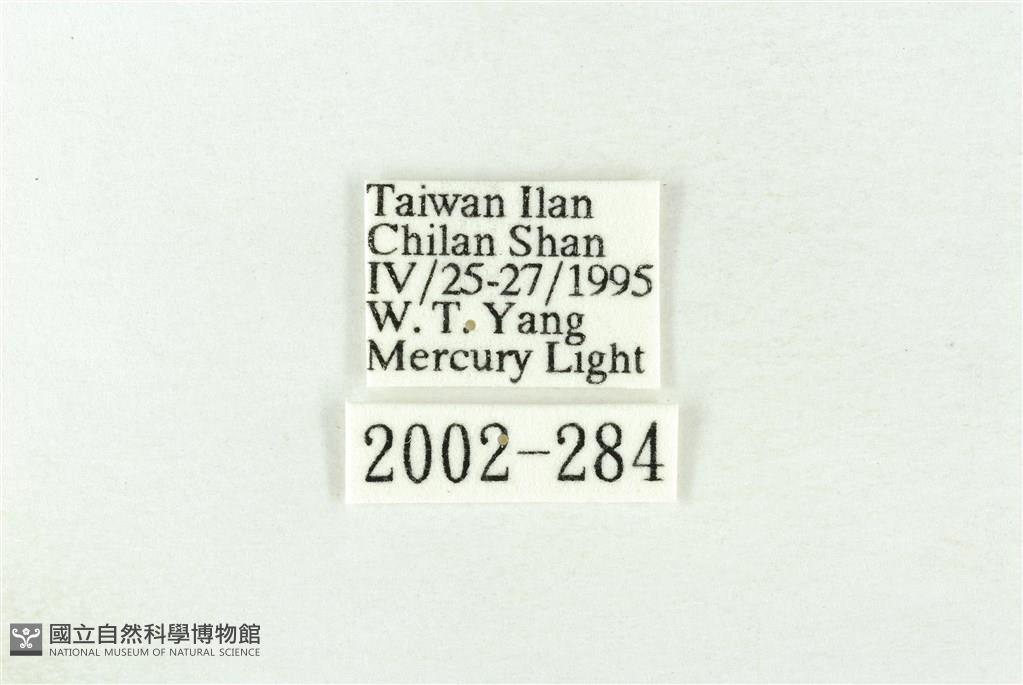 Taiwan Ilan
Chilan Shan
IV/25-27/1995
W. T. Yang
Mercury Light
2002-284
國立自然科學博物館
NATIONAL MUSEUM OF NATURAL SCIENCE